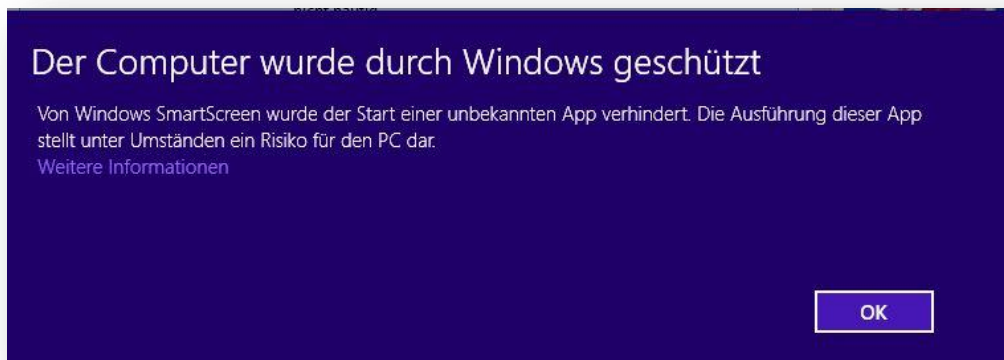 Der Computer wurde durch Windows geschützt
Von Windows SmartScreen wurde der Start einer unbekannten App verhindert. Die Ausführung dieser App
stellt unter Umständen ein Risiko für den PC dar.
Weitere Informationen
OK